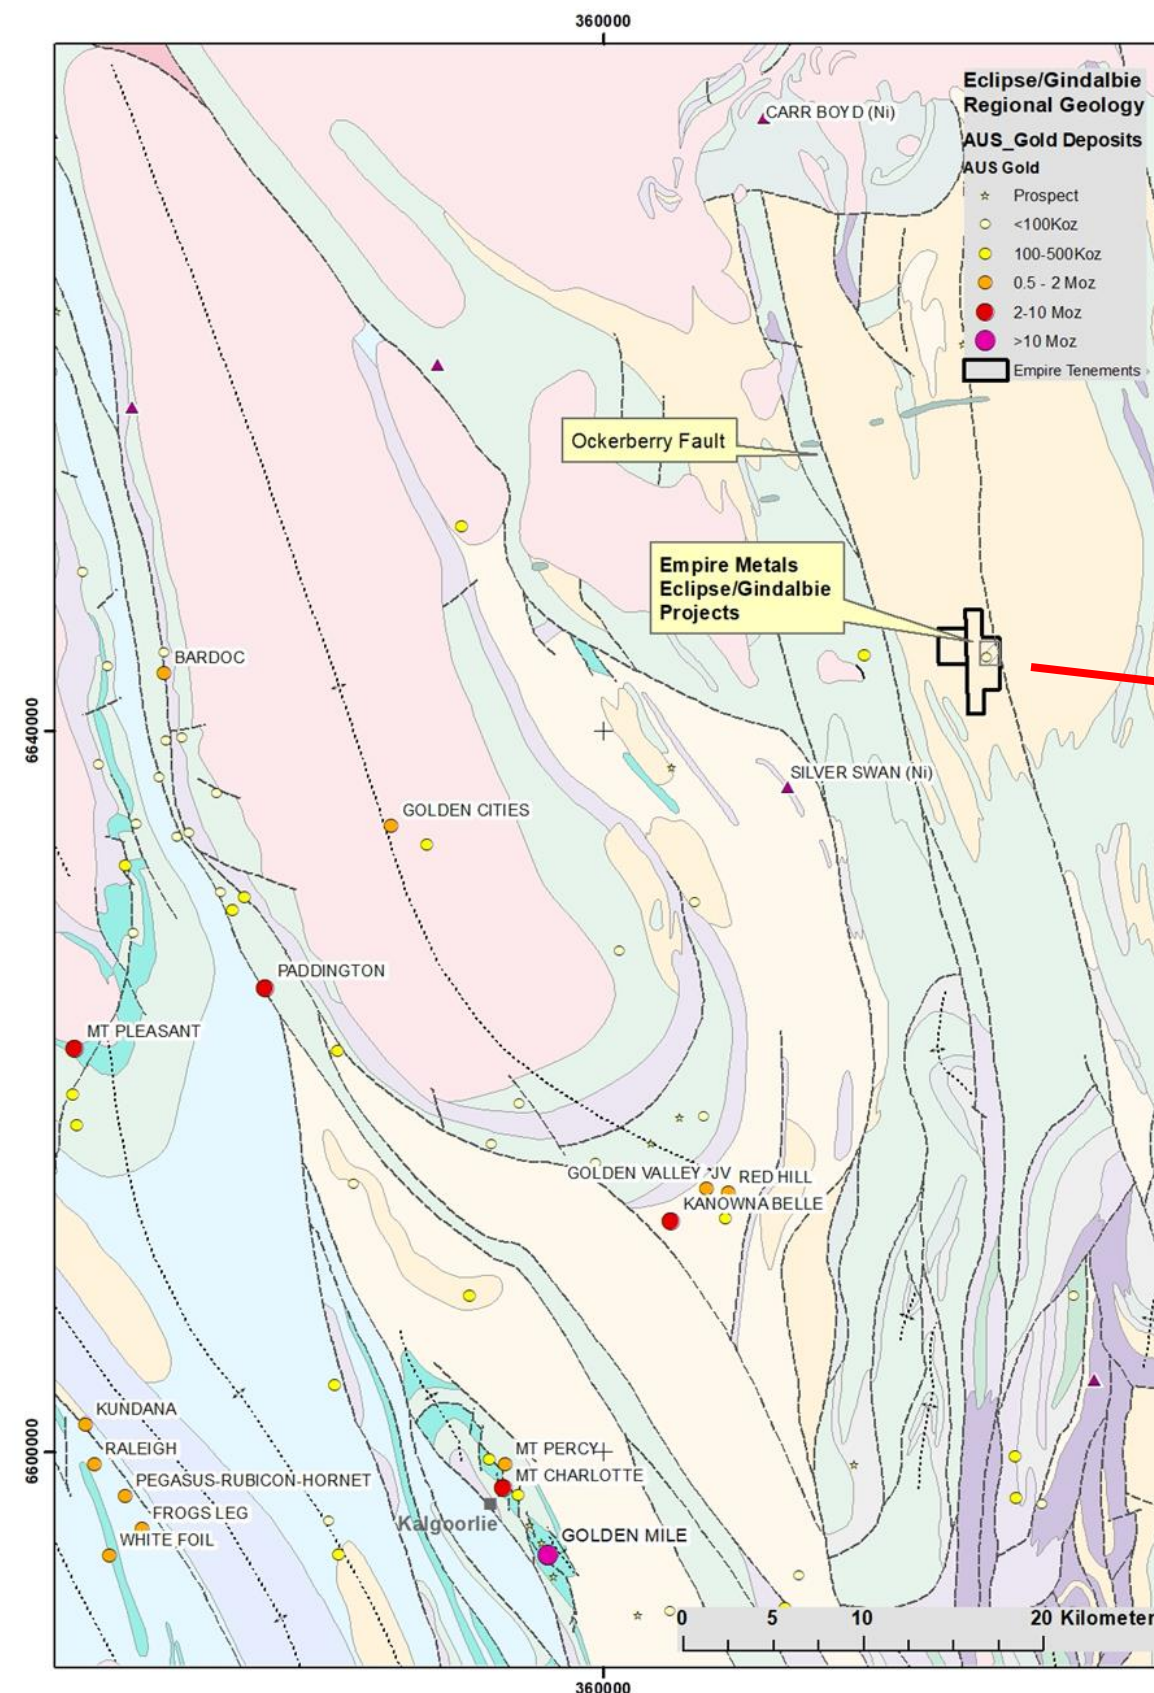 360000
Eclipse/Gindalbie
Regional Geology
AUS_Gold Deposits
AUS Gold
Prospect
<100Koz
100-500Koz
0.5 - 2 Moz
2-10 Moz
>10 Moz
Empire Tenements
CARR BOYD (Ni)
Ockerberry Fault
Empire Metals
Eclipse/Gindalbie
Projects
BARDOC
6640000
SILVER SWAN (Ni)
GOLDEN CITIES
PADDINGTON
MT PLEASANT
GOLDEN VALLEY JV
RED HILL
KANOWNA BELLE
KUNDANA
RALEIGH
PEGASUS-RUBICON-HORNET
FROGS LEG
WHITE FOIL
6600000
MT PERCY
MT CHARLOTTE
Kalgoorlie
GOLDEN MILE
0 5 10 20 Kilometer
360000